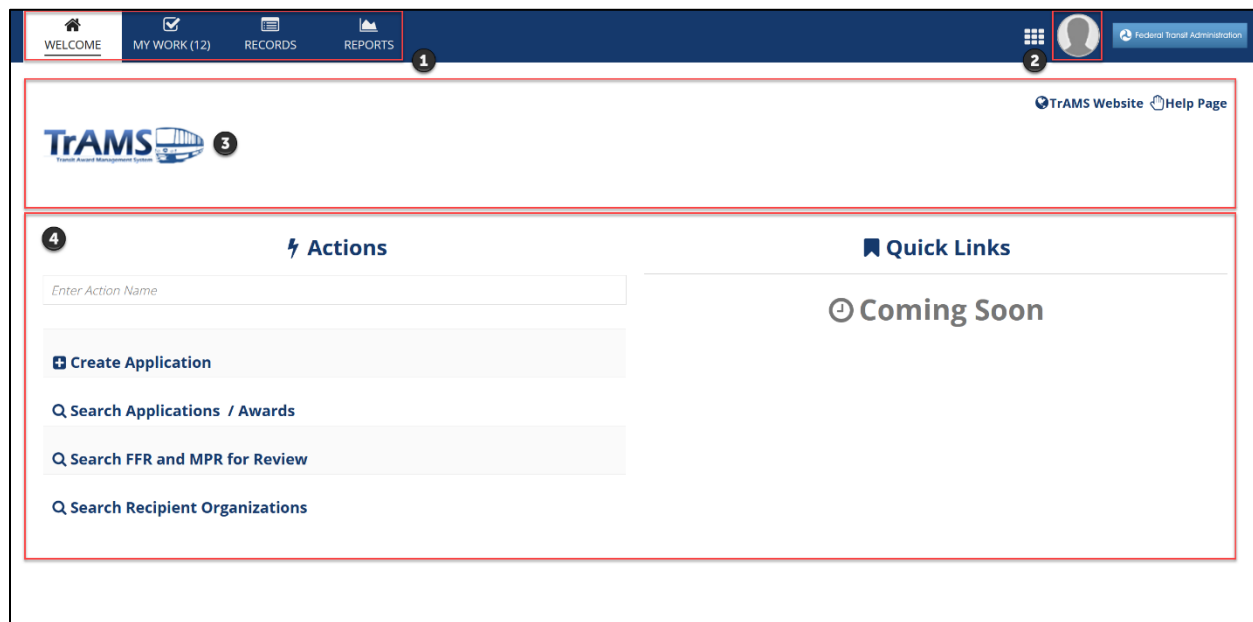 WELCOME MY WORK (12) RECORDS REPORTS
1
2
Federal Transit Administration
TrAMS Website Help Page
TrAMS
Transit Award Management System
3
4
Actions Quick Links
Enter Action Name
Coming Soon
Create Application
Search Applications / Awards
Search FFR and MPR for Review
Search Recipient Organizations